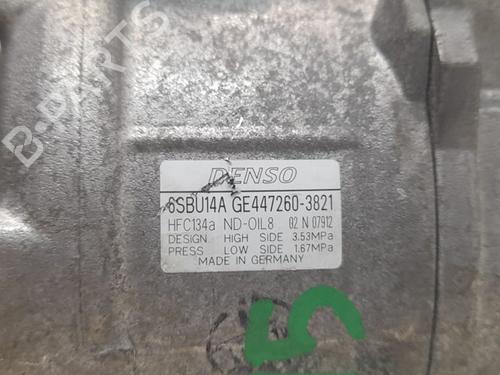 B-PARTS
DENSO
6SBU14A GE447260-3821
HFC134a ND-OIL8 02 N 07912
DESIGN HIGH SIDE 3.53MPa
PRESS LOW SIDE 1.67MPa
MADE IN GERMANY
5